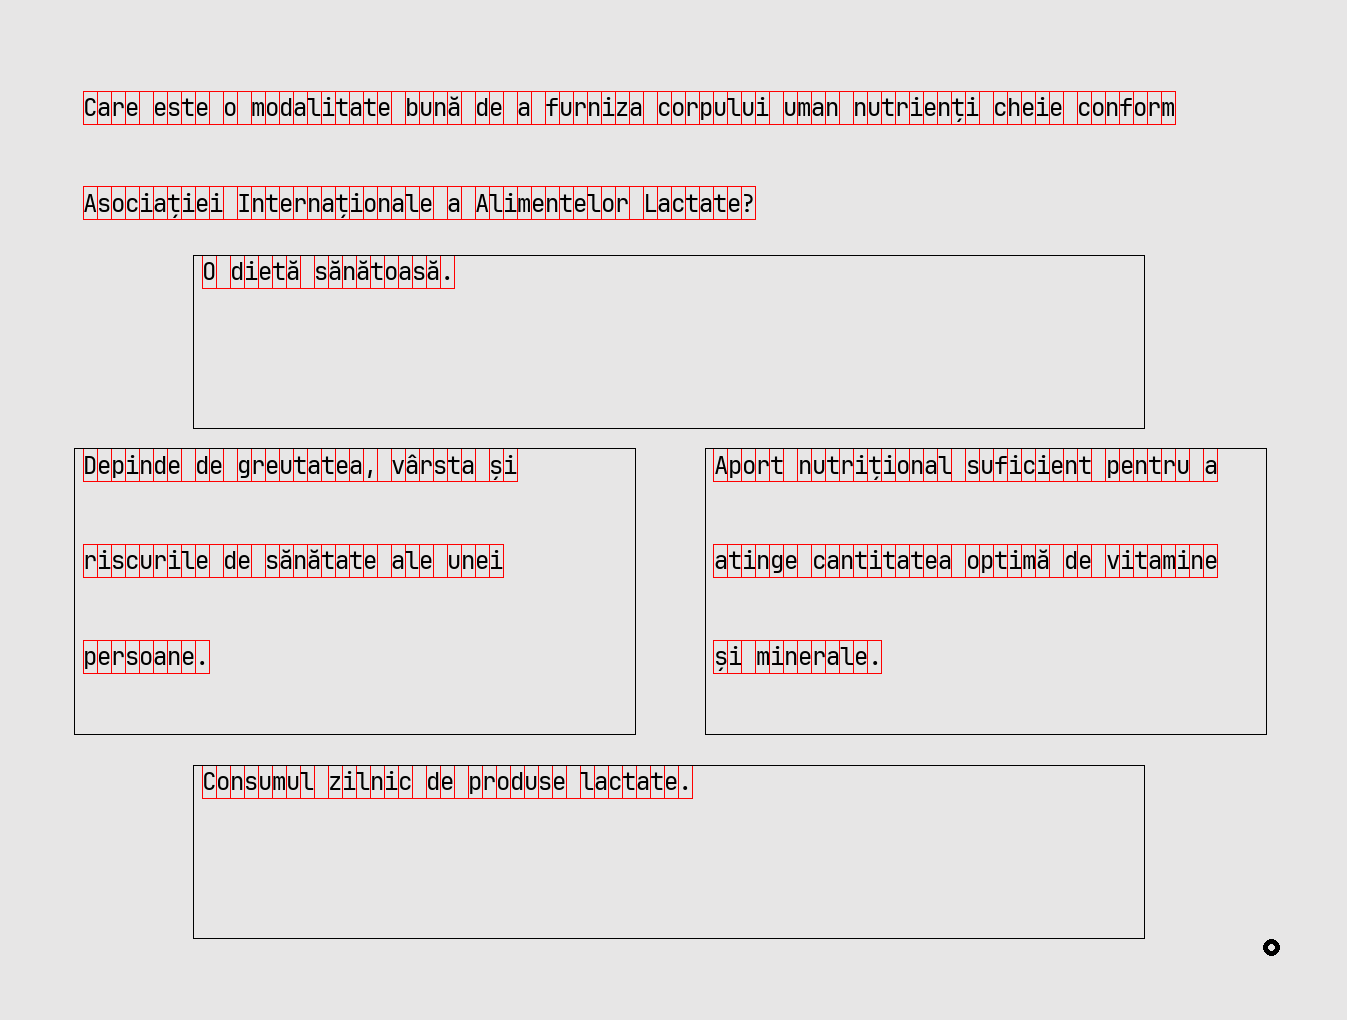 Care este o modalitate bună de a furniza corpului uman nutrienți cheie conform
Asociației Internaționale a Alimentelor Lactate?
O dietă sănătoasă.
Depinde de greutatea, vârsta și
riscurile de sănătate ale unei
persoane.
Aport nutrițional suficient pentru a
atinge cantitatea optimă de vitamine
și minerale.
Consumul zilnic de produse lactate.